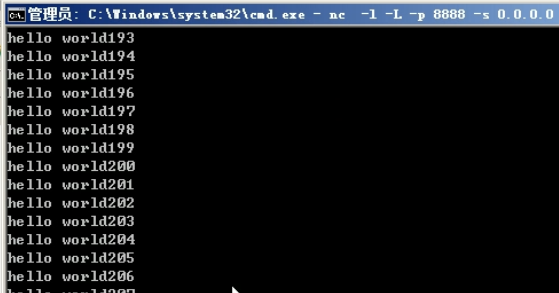 管理员: C:\Windows\system32\cmd.exe - nc -l -L -p 8888 -s 0.0.0.0
hello world193
hello world194
hello world195
hello world196
hello world197
hello world198
hello world199
hello world200
hello world201
hello world202
hello world203
hello world204
hello world205
hello world206
hello world207